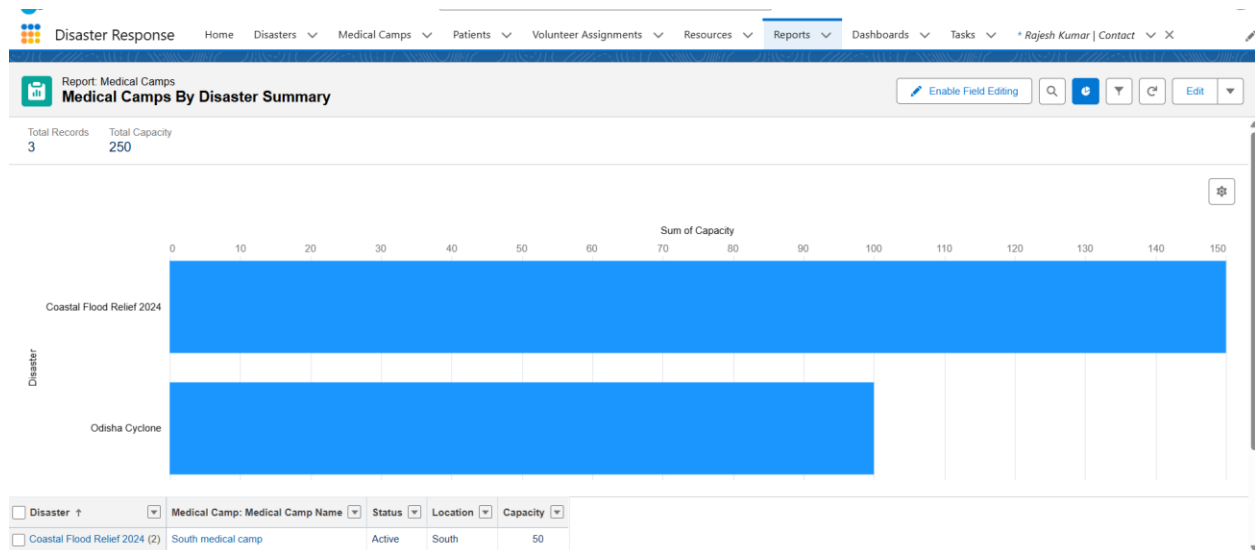 Disaster Response Home Disasters Medical Camps Patients Volunteer Assignments Resources Reports Dashboards Tasks * Rajesh Kumar | Contact
Report: Medical Camps
Medical Camps By Disaster Summary
Enable Field Editing Edit
Total Records Total Capacity
3 250
Sum of Capacity
0 10 20 30 40 50 60 70 80 90 100 110 120 130 140 150
Coastal Flood Relief 2024
Disaster
Odisha Cyclone
Disaster ↑ Medical Camp: Medical Camp Name Status Location Capacity
Coastal Flood Relief 2024 (2) South medical camp Active South 50